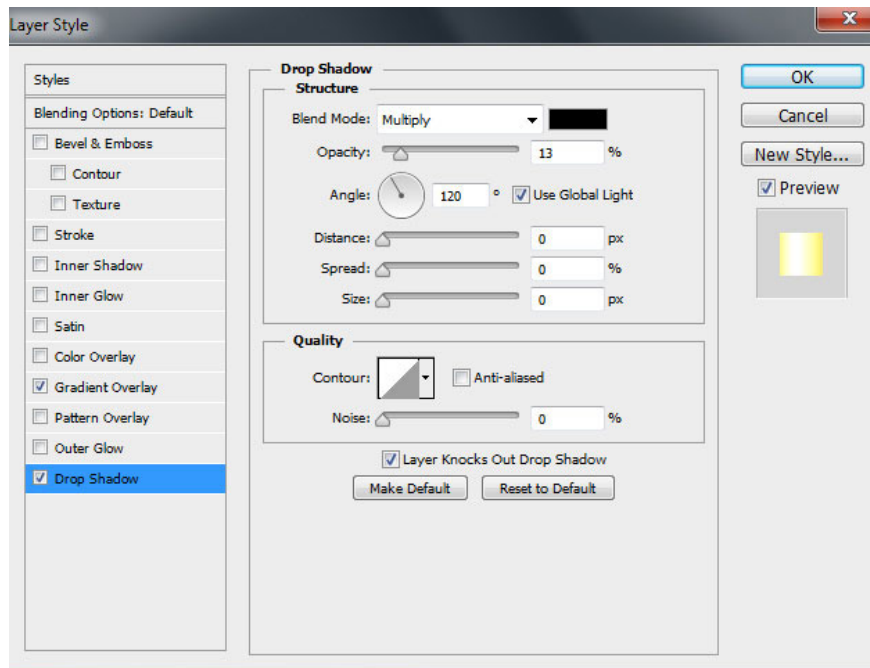 Layer Style
Styles
Blending Options: Default
Bevel & Emboss
Contour
Texture
Stroke
Inner Shadow
Inner Glow
Satin
Color Overlay
Gradient Overlay
Pattern Overlay
Outer Glow
Drop Shadow
Drop Shadow
Structure
Blend Mode: Multiply
Opacity: 13 %
Angle: 120 ° Use Global Light
Distance: 0 px
Spread: 0 %
Size: 0 px
Quality
Contour: Anti-aliased
Noise: 0 %
Layer Knocks Out Drop Shadow
Make Default Reset to Default
OK
Cancel
New Style...
Preview